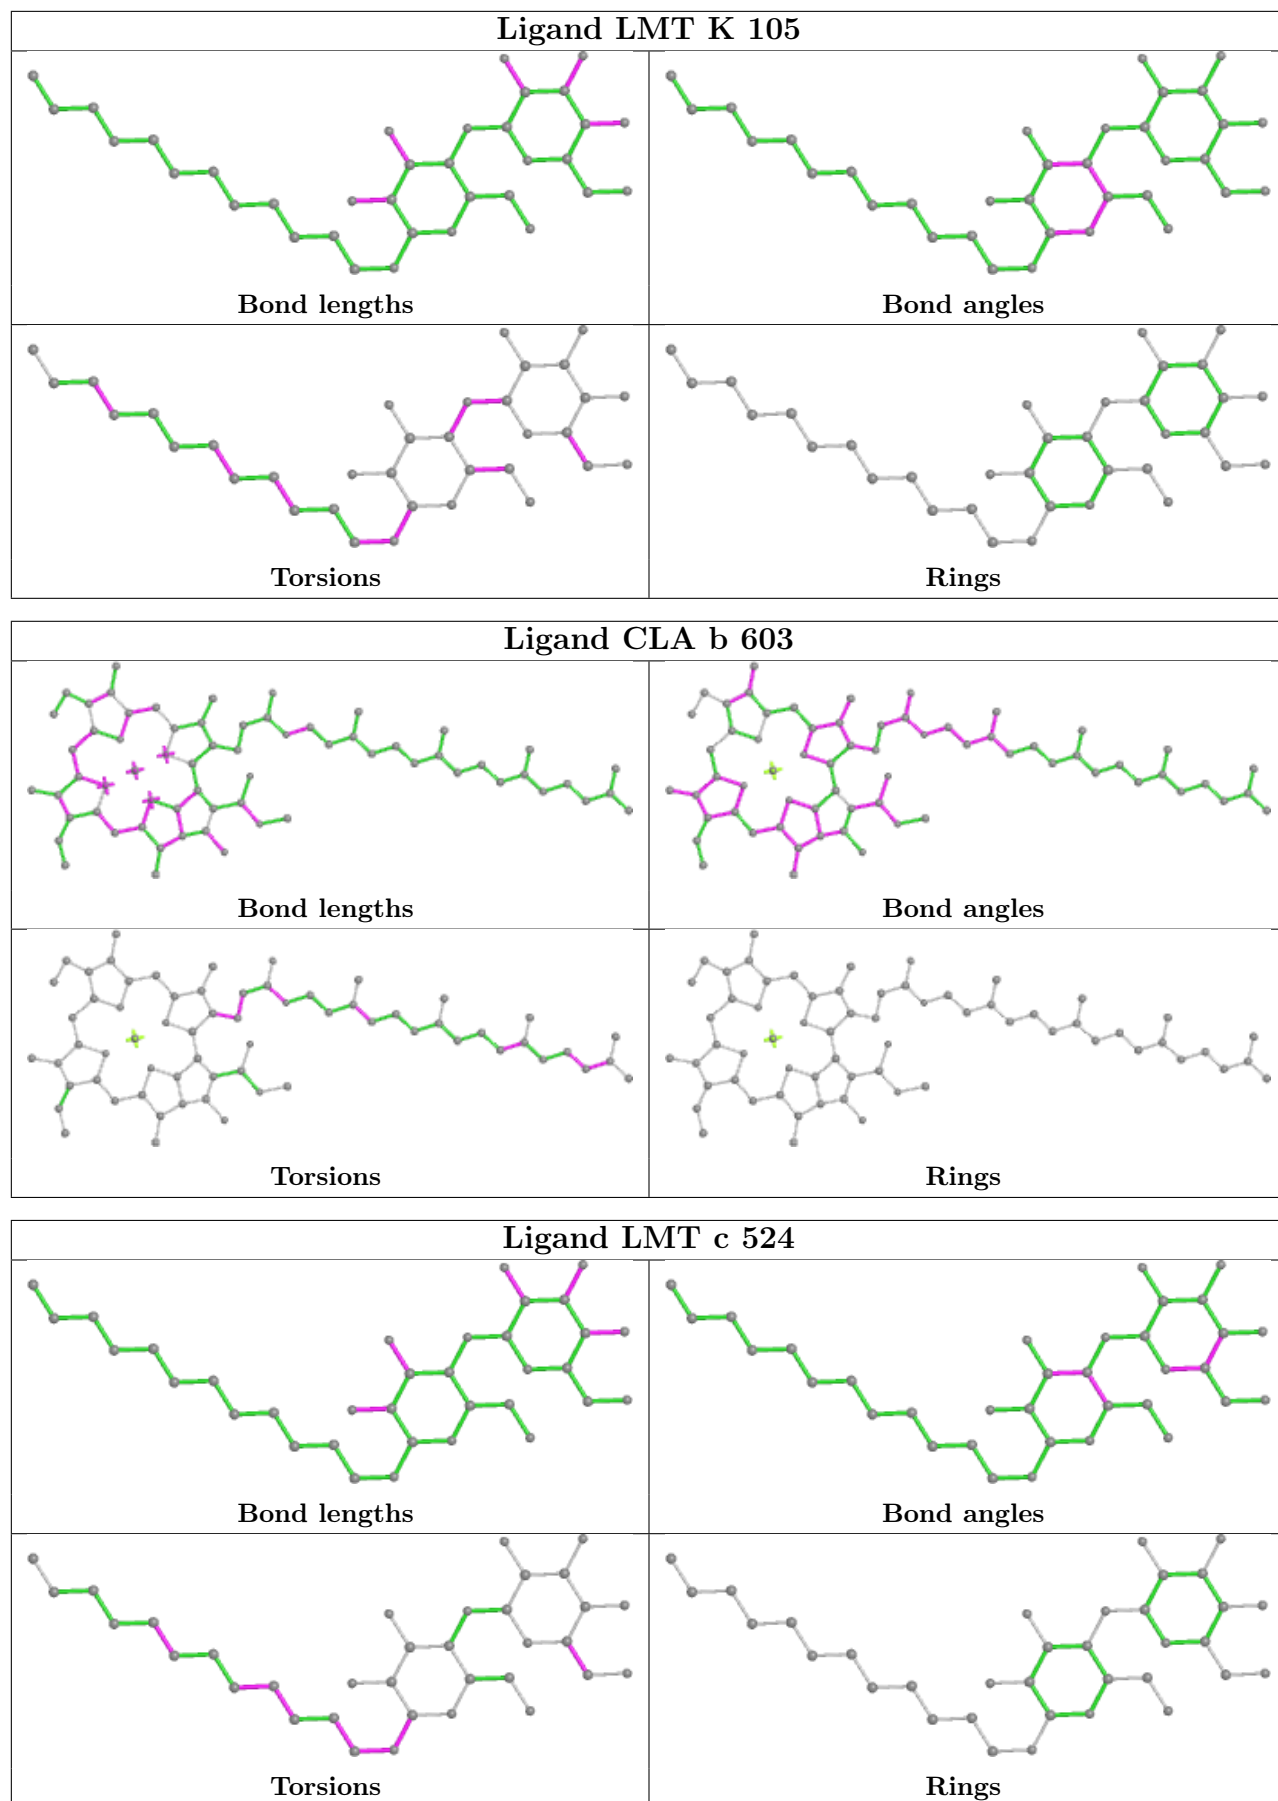 Ligand LMT K 105
Bond lengths
Bond angles
Torsions
Rings
Ligand CLA b 603
Bond lengths
Bond angles
Torsions
Rings
Ligand LMT c 524
Bond lengths
Bond angles
Torsions
Rings